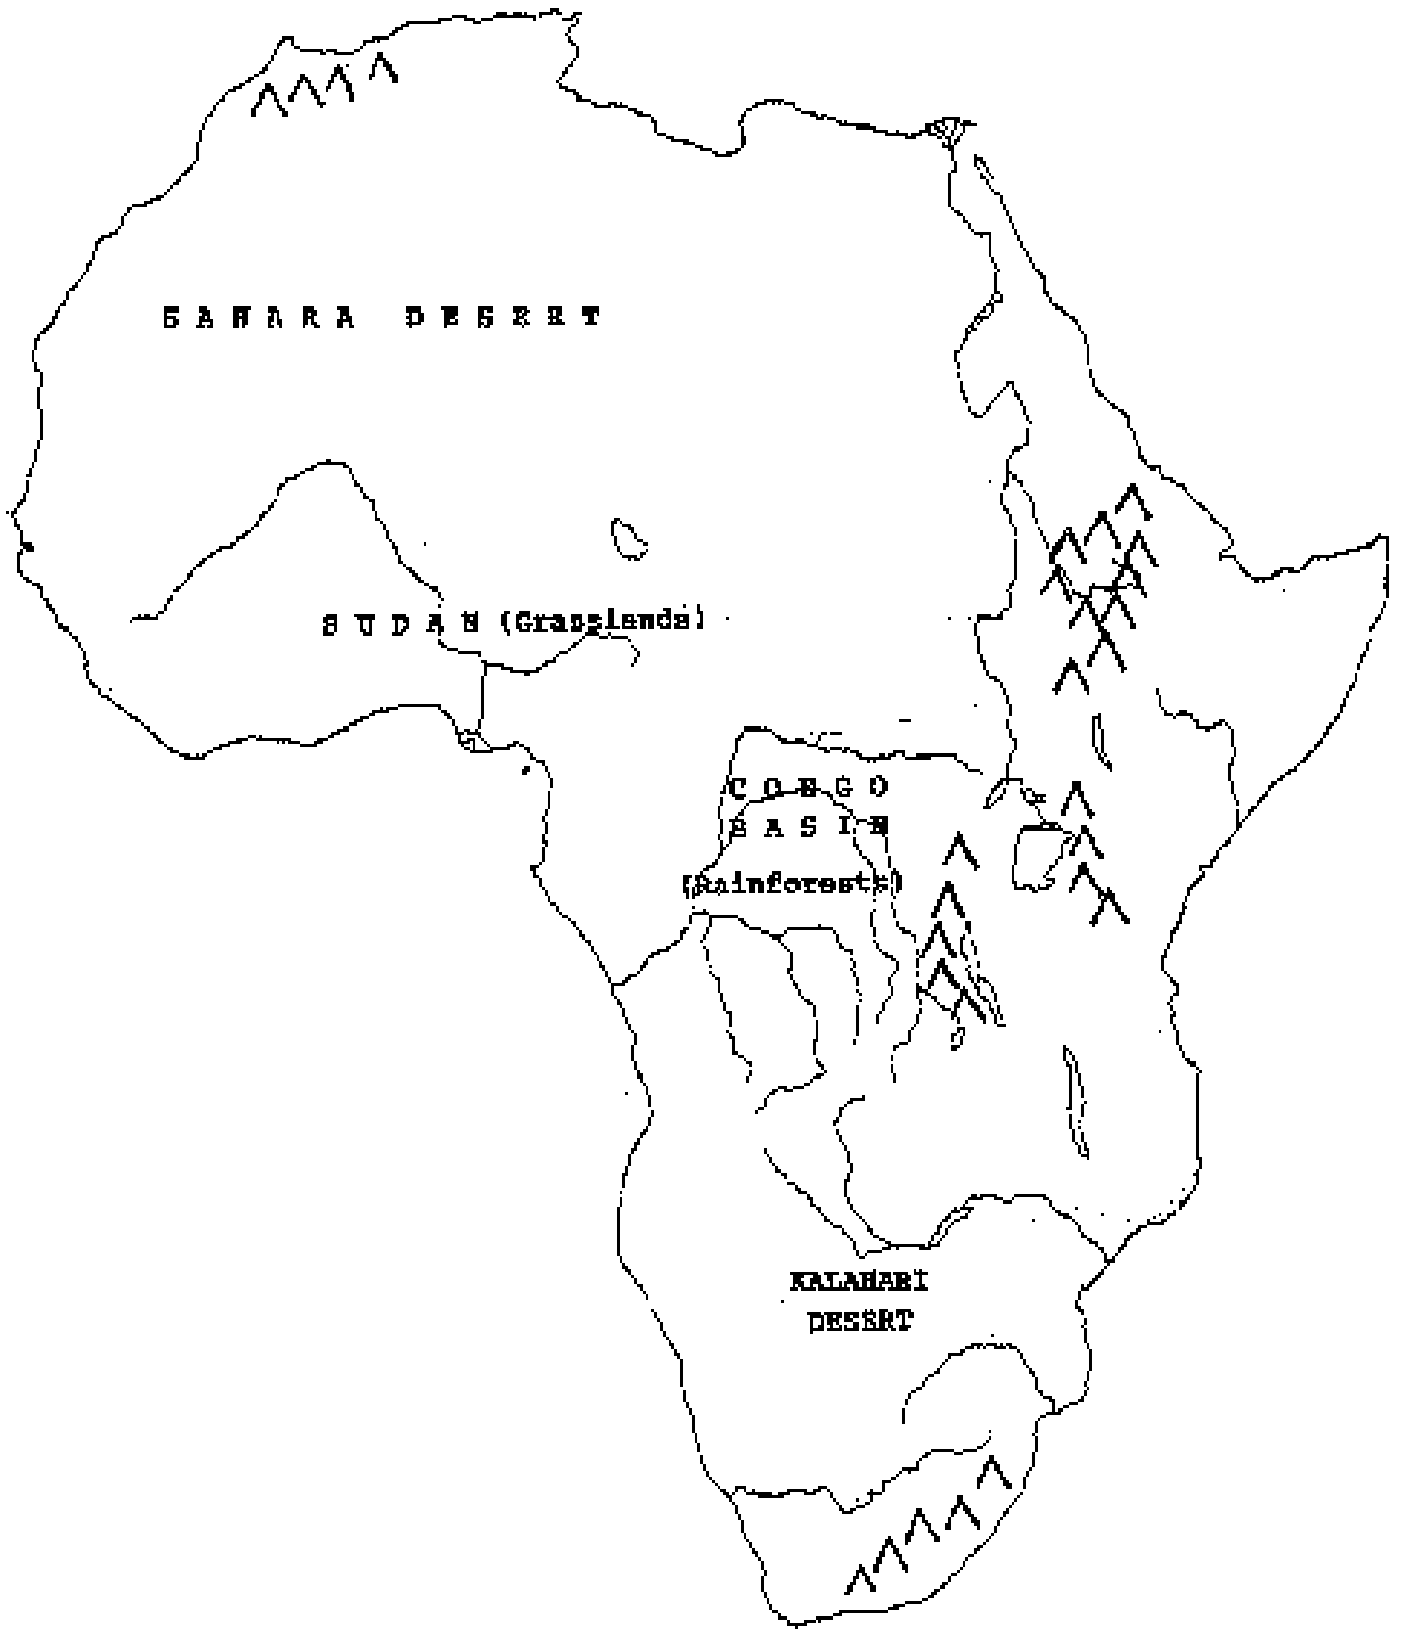 SAHARA DESERT
SUDAN (Grasslands)
CONGO
BASIN
(Rainforests)
KALAHARI
DESERT